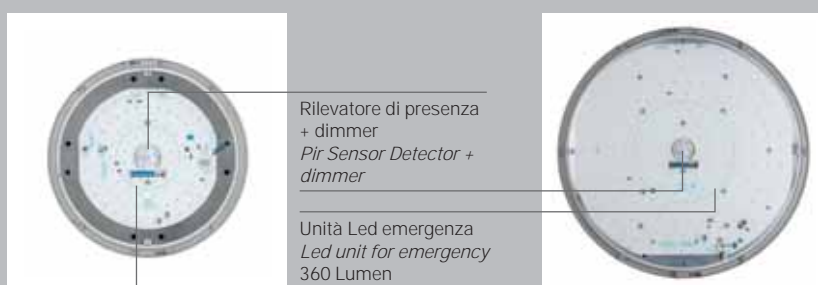 Rilevatore di presenza
+ dimmer
Pir Sensor Detector +
dimmer
Unità Led emergenza
Led unit for emergency
360 Lumen